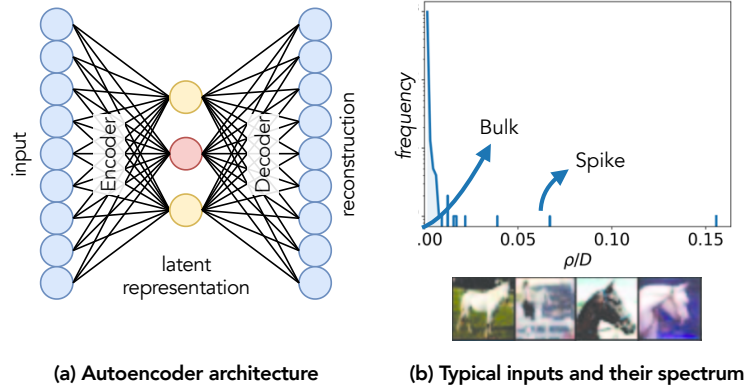 input
Encoder
Decoder
reconstruction
latent
representation
(a) Autoencoder architecture
frequency
Bulk
Spike
.00
0.05
0.10
0.15
ρ/D
(b) Typical inputs and their spectrum